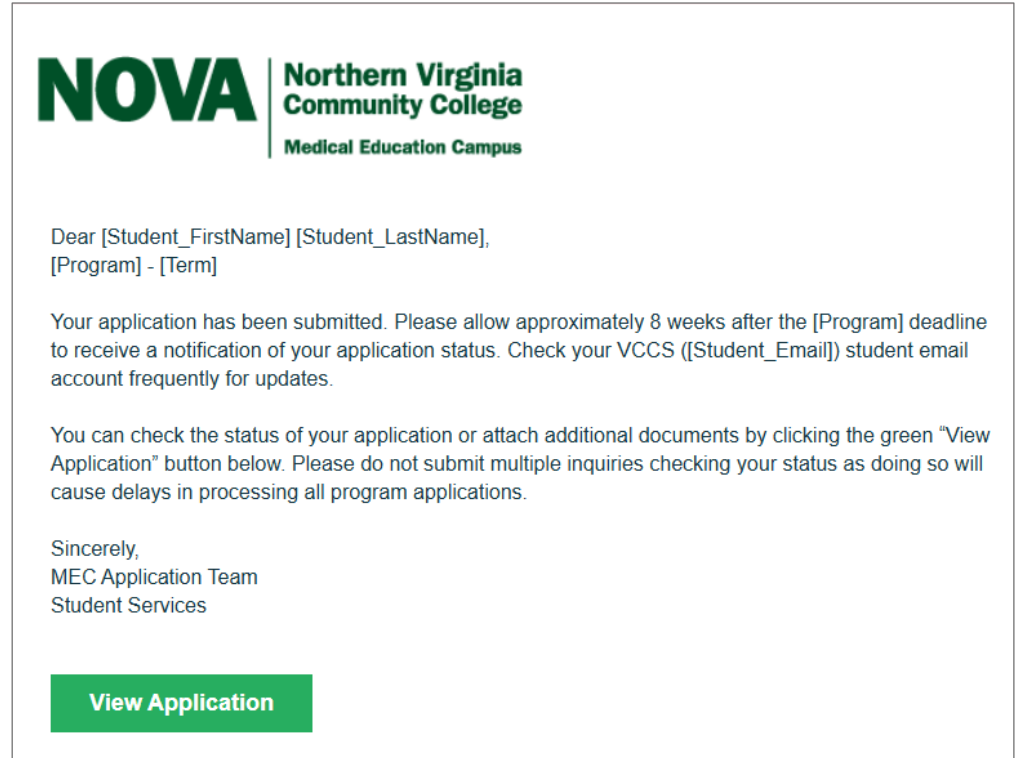 NOVA
Northern Virginia
Community College
Medical Education Campus
Dear [Student_FirstName] [Student_LastName],
[Program] - [Term]
Your application has been submitted. Please allow approximately 8 weeks after the [Program] deadline
to receive a notification of your application status. Check your VCCS ([Student_Email]) student email
account frequently for updates.
You can check the status of your application or attach additional documents by clicking the green “View
Application” button below. Please do not submit multiple inquiries checking your status as doing so will
cause delays in processing all program applications.
Sincerely,
MEC Application Team
Student Services
View Application